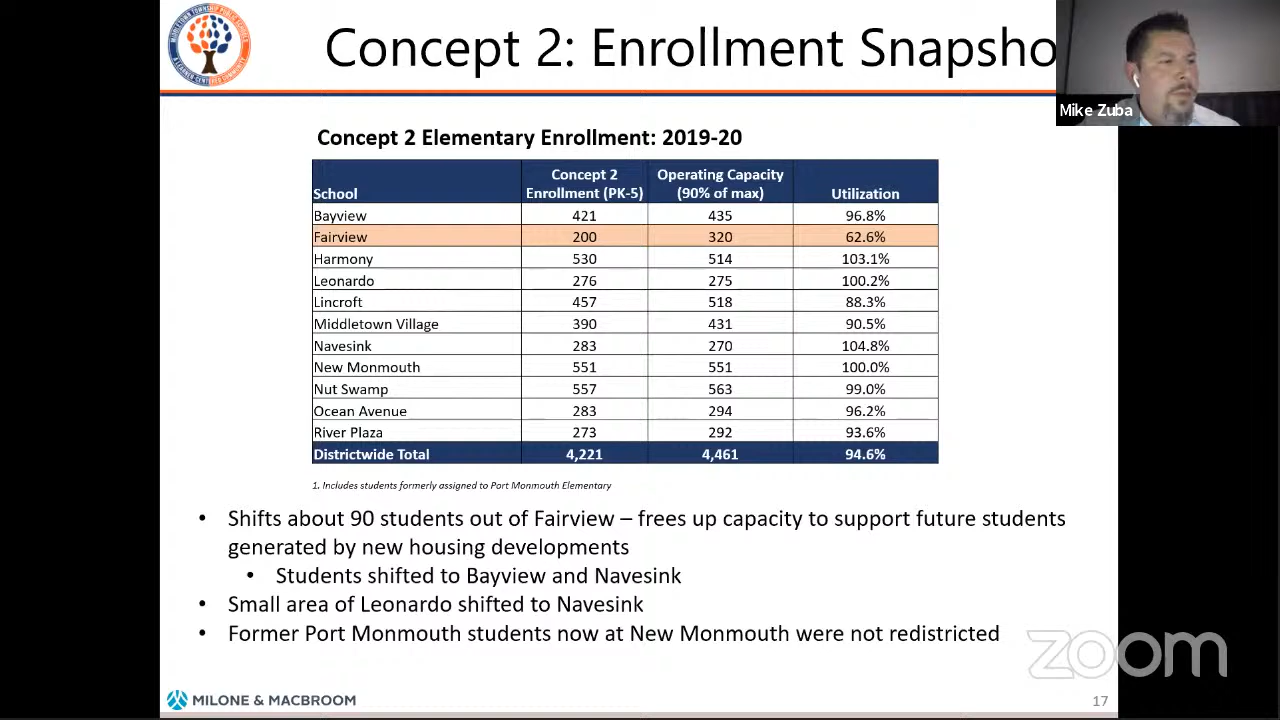 MIDDLETOWN TOWNSHIP PUBLIC SCHOOLS
A LEARNER-CENTERED COMMUNITY
Concept 2: Enrollment Snapsho
Mike Zuba
Concept 2 Elementary Enrollment: 2019-20
School Concept 2 Enrollment (PK-5) Operating Capacity (90% of max) Utilization
Bayview 421 435 96.8%
Fairview 200 320 62.6%
Harmony 530 514 103.1%
Leonardo 276 275 100.2%
Lincroft 457 518 88.3%
Middletown Village 390 431 90.5%
Navesink 283 270 104.8%
New Monmouth 551 551 100.0%
Nut Swamp 557 563 99.0%
Ocean Avenue 283 294 96.2%
River Plaza 273 292 93.6%
Districtwide Total 4,221 4,461 94.6%
1. Includes students formerly assigned to Port Monmouth Elementary
• Shifts about 90 students out of Fairview – frees up capacity to support future students
generated by new housing developments
• Students shifted to Bayview and Navesink
• Small area of Leonardo shifted to Navesink
• Former Port Monmouth students now at New Monmouth were not redistricted
zoom
MILONE & MACBROOM
17